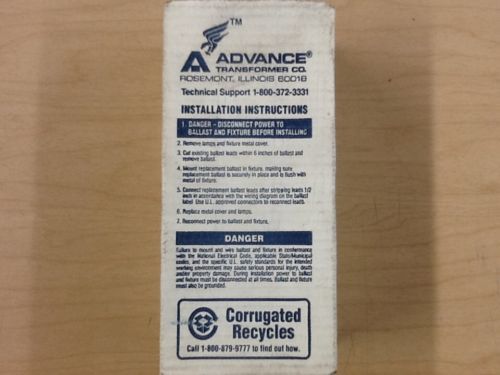 TM
ADVANCE®
TRANSFORMER CO.
ROSEMONT, ILLINOIS 60018
Technical Support 1-800-372-3331
INSTALLATION INSTRUCTIONS
1. DANGER - DISCONNECT POWER TO
BALLAST AND FIXTURE BEFORE INSTALLING
2. Remove lamps and fixture metal cover.
3. Cut existing ballast leads within 6 inches of ballast and
remove ballast.
4. Mount replacement ballast in fixture, making sure
replacement ballast is securely in place and is flush with
metal of fixture.
5. Connect replacement ballast leads after stripping leads 1/2
inch in accordance with the wiring diagram on the ballast
label. Use U.L. approved connectors to reconnect leads.
6. Replace metal cover and lamps.
7. Reconnect power to ballast and fixture.
DANGER
Failure to mount and wire ballast and fixture in conformance
with the National Electrical Code, applicable State/Municipal
codes, and the specific U.L. safety standards for the intended
working environment may cause serious personal injury, death
and/or property damage. During installation power to ballast
and fixture must be disconnected at all times. Ballast and fixture
must also be grounded.
Corrugated
Recycles
Call 1-800-879-9777 to find out how.